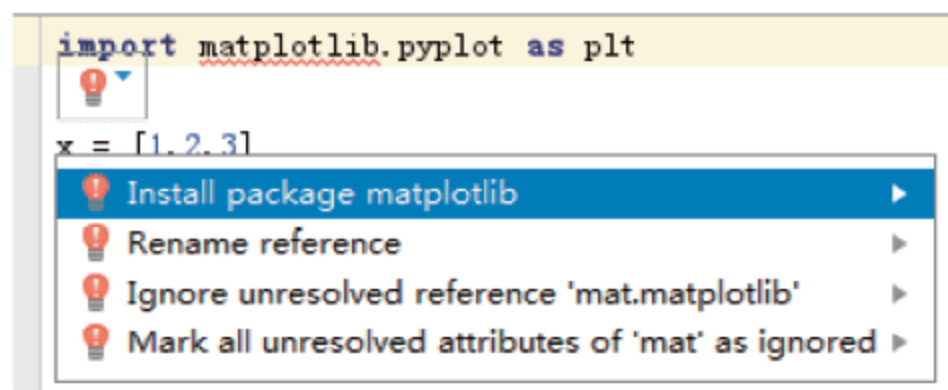 import matplotlib.pyplot as plt
x = [1,2,3]
Install package matplotlib
Rename reference
Ignore unresolved reference 'mat.matplotlib'
Mark all unresolved attributes of 'mat' as ignored